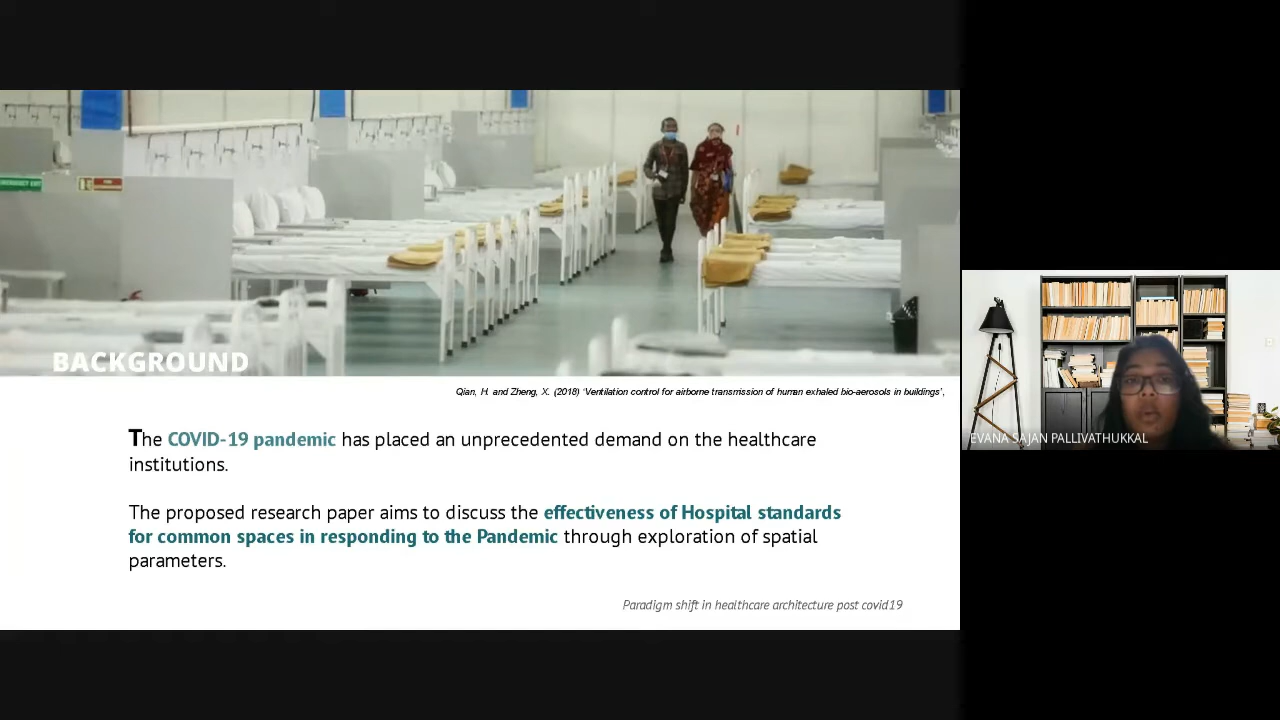 EMERGENCY EXIT
BACKGROUND
Qian, H. and Zheng, X. (2018) ‘Ventilation control for airborne transmission of human exhaled bio-aerosols in buildings’,
The COVID-19 pandemic has placed an unprecedented demand on the healthcare
institutions.
The proposed research paper aims to discuss the effectiveness of Hospital standards
for common spaces in responding to the Pandemic through exploration of spatial
parameters.
Paradigm shift in healthcare architecture post covid19
EVANA SAJAN PALLIVATHUKKAL